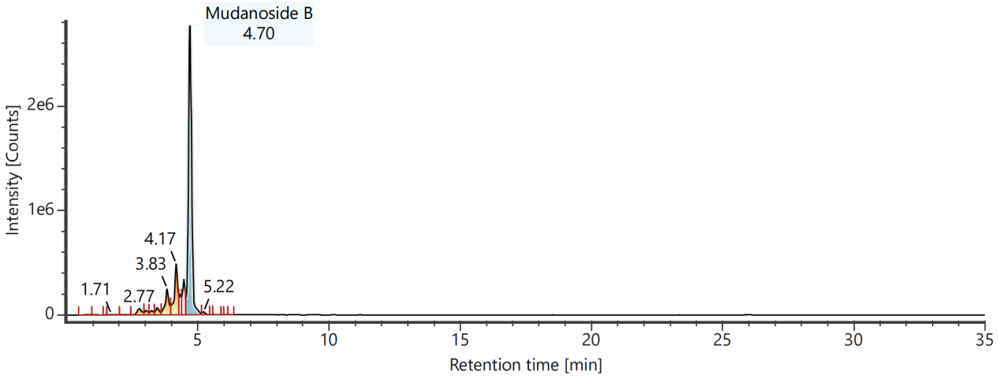 Mudanoside B
4.70
Intensity [Counts]
2e6
1e6
0
4.17
3.83
1.71
2.77
5.22
5
10
15
20
25
30
35
Retention time [min]